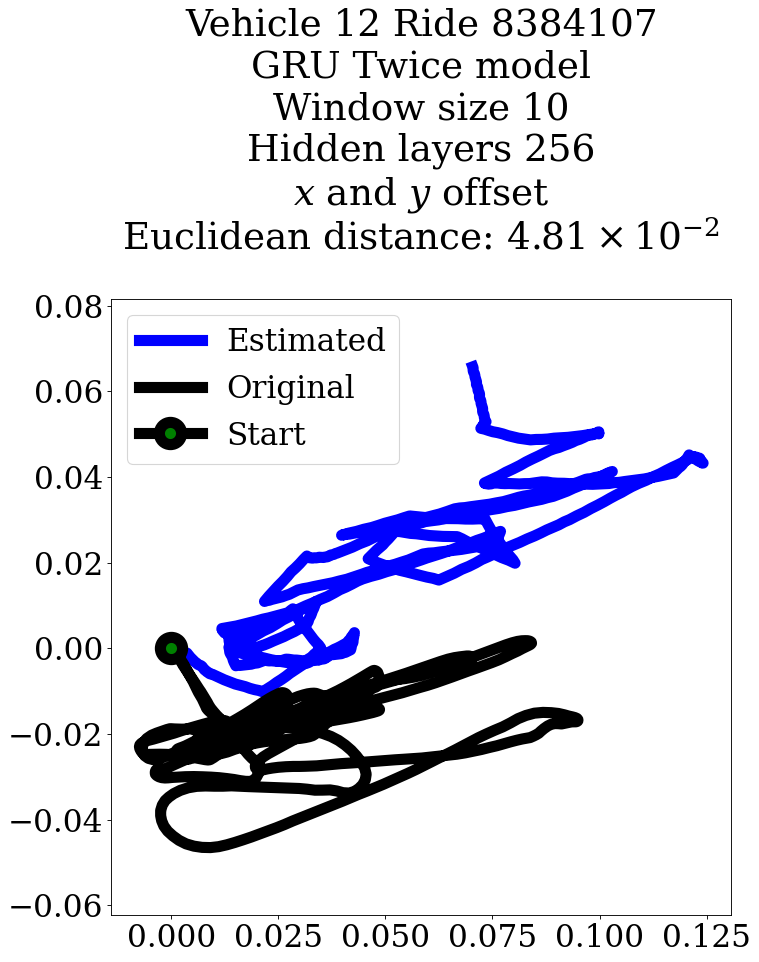 Vehicle 12 Ride 8384107
GRU Twice model
Window size 10
Hidden layers 256
x and y offset
Euclidean distance: 4.81 × 10⁻²
0.08
0.06
0.04
0.02
0.00
−0.02
−0.04
−0.06
Estimated
Original
Start
0.000 0.025 0.050 0.075 0.100 0.125